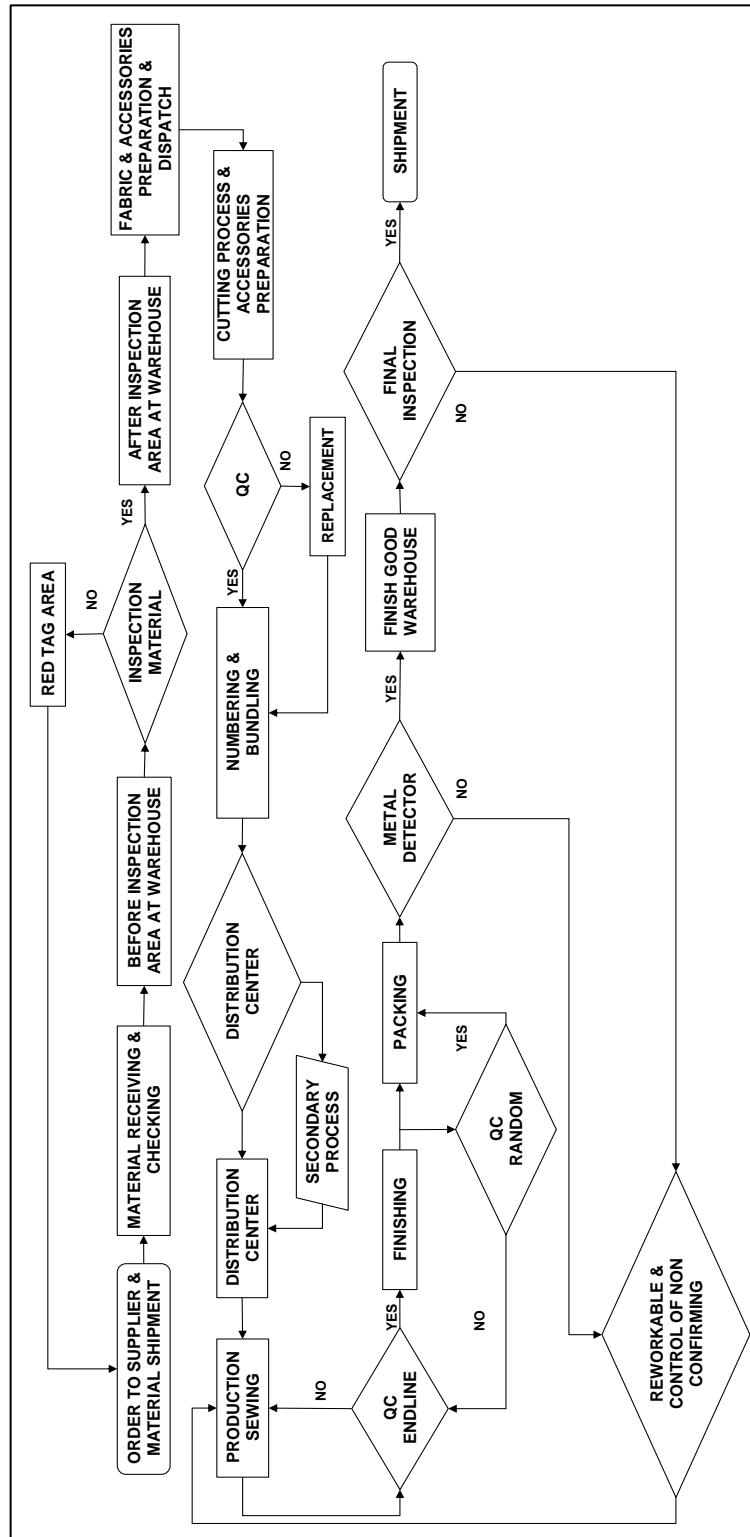 ORDER TO SUPPLIER &
MATERIAL SHIPMENT
MATERIAL RECEIVING &
CHECKING
BEFORE INSPECTION
AREA AT WAREHOUSE
INSPECTION
MATERIAL
NO
RED TAG AREA
YES
AFTER INSPECTION
AREA AT WAREHOUSE
FABRIC & ACCESSORIES
PREPARATION &
DISPATCH
CUTTING PROCESS &
ACCESSORIES
PREPARATION
QC
NO
REPLACEMENT
YES
NUMBERING &
BUNDLING
DISTRIBUTION
CENTER
SECONDARY
PROCESS
DISTRIBUTION
CENTER
PRODUCTION
SEWING
NO
QC
ENDLINE
YES
FINISHING
QC
RANDOM
NO
YES
PACKING
METAL
DETECTOR
NO
YES
FINISH GOOD
WAREHOUSE
FINAL
INSPECTION
NO
YES
SHIPMENT
REWORKABLE &
CONTROL OF NON
CONFIRMING